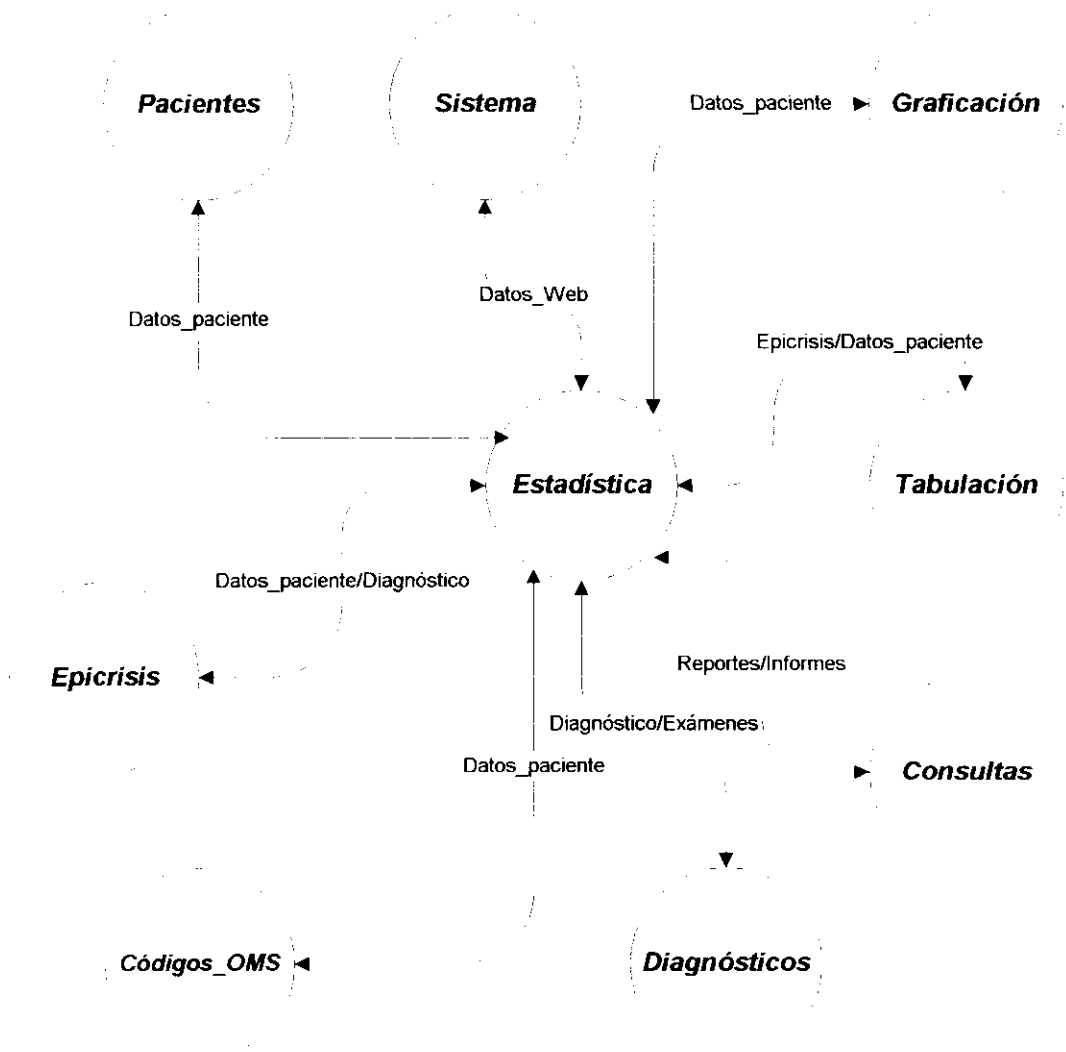 Pacientes
Sistema
Datos_paciente
Graficación
Datos_Web
Datos_paciente
Epicrisis/Datos_paciente
Estadística
Tabulación
Datos_paciente/Diagnóstico
Epicrisis
Reportes/Informes
Diagnóstico/Exámenes
Datos_paciente
Consultas
Códigos_OMS
Diagnósticos